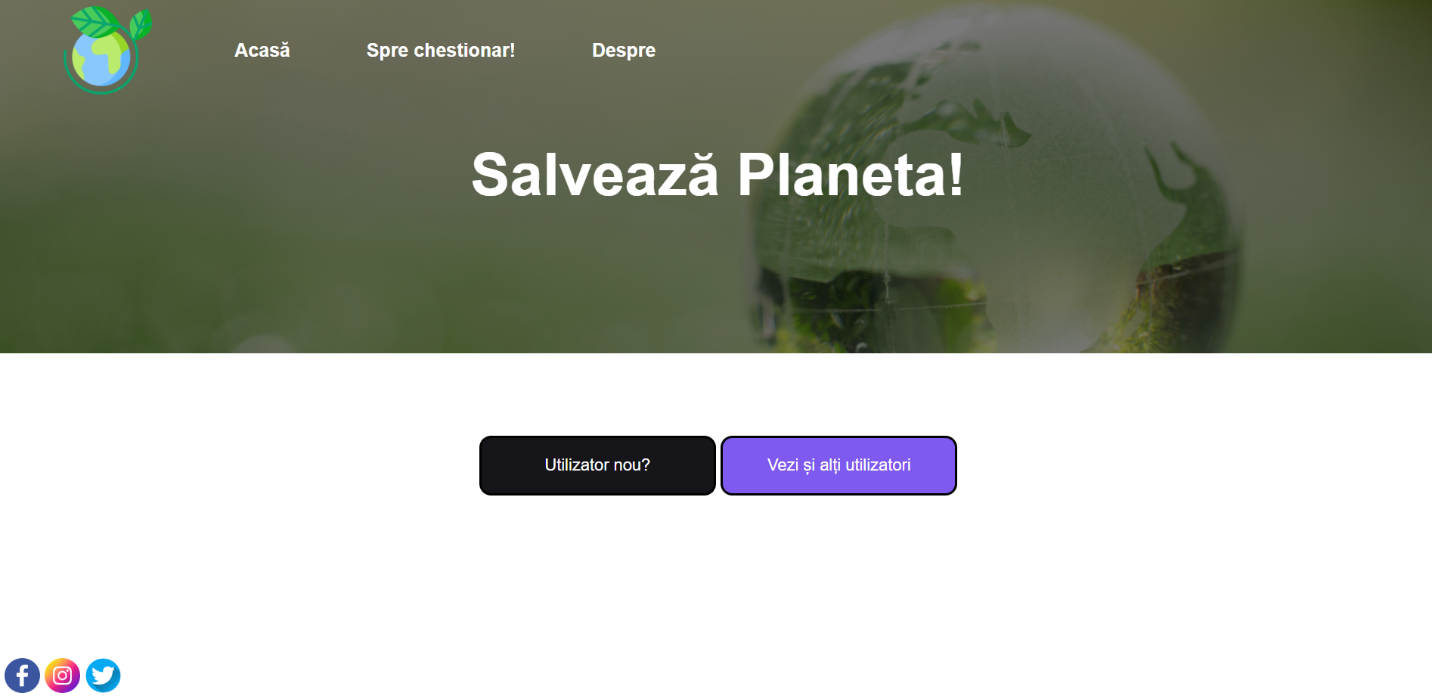 Acasă
Spre chestionar!
Despre
Salvează Planeta!
Utilizator nou?
Vezi și alți utilizatori